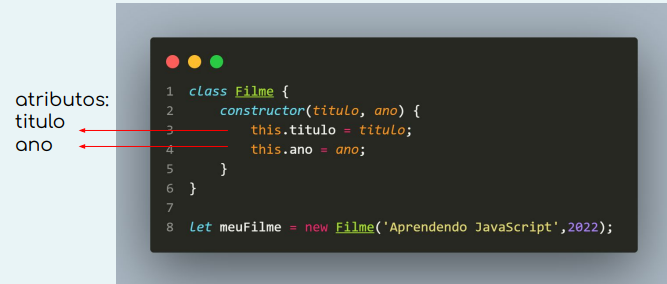 atributos:
titulo
ano
1 class Filme {
2     constructor(titulo, ano) {
3         this.titulo = titulo;
4         this.ano = ano;
5     }
6 }
7
8 let meuFilme = new Filme('Aprendendo JavaScript',2022);